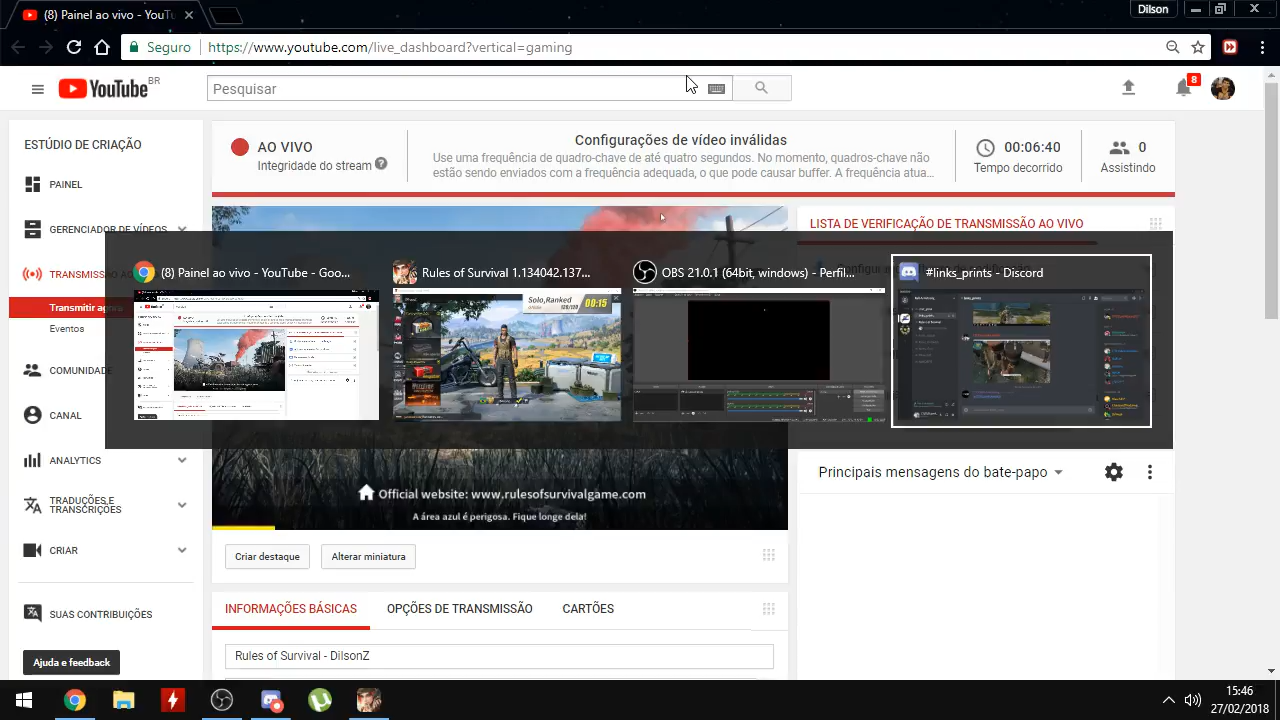 (8) Painel ao vivo - YouTu
Dilson
Seguro
https://www.youtube.com/live_dashboard?vertical=gaming
YouTube BR
Pesquisar
8
ESTÚDIO DE CRIAÇÃO
PAINEL
GERENCIADOR DE VÍDEOS
TRANSMISSÃO AO
Transmitir agora
Eventos
COMUNIDADE
CANAL
ANALYTICS
TRADUÇÕES E
TRANSCRIÇÕES
CRIAR
SUAS CONTRIBUIÇÕES
Ajuda e feedback
AO VIVO
Integridade do stream
Configurações de vídeo inválidas
Use uma frequência de quadro-chave de até quatro segundos. No momento, quadros-chave não
estão sendo enviados com a frequência adequada, o que pode causar buffer. A frequência atua...
00:06:40
Tempo decorrido
0
Assistindo
LISTA DE VERIFICAÇÃO DE TRANSMISSÃO AO VIVO
(8) Painel ao vivo - YouTube - Goo...
Rules of Survival 1.134042.137...
OBS 21.0.1 (64bit, windows) - Perfil...
#links_prints - Discord
Solo,Ranked
00:15
Official website: www.rulesofsurvivalgame.com
A área azul é perigosa. Fique longe dela!
Criar destaque
Alterar miniatura
INFORMAÇÕES BÁSICAS
OPÇÕES DE TRANSMISSÃO
CARTÕES
Rules of Survival - DilsonZ
Principais mensagens do bate-papo
15:46
27/02/2018